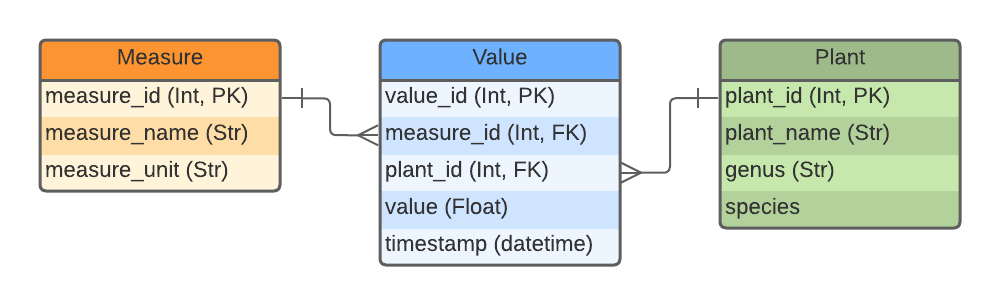 Measure
measure_id (Int, PK)
measure_name (Str)
measure_unit (Str)
Value
value_id (Int, PK)
measure_id (Int, FK)
plant_id (Int, FK)
value (Float)
timestamp (datetime)
Plant
plant_id (Int, PK)
plant_name (Str)
genus (Str)
species